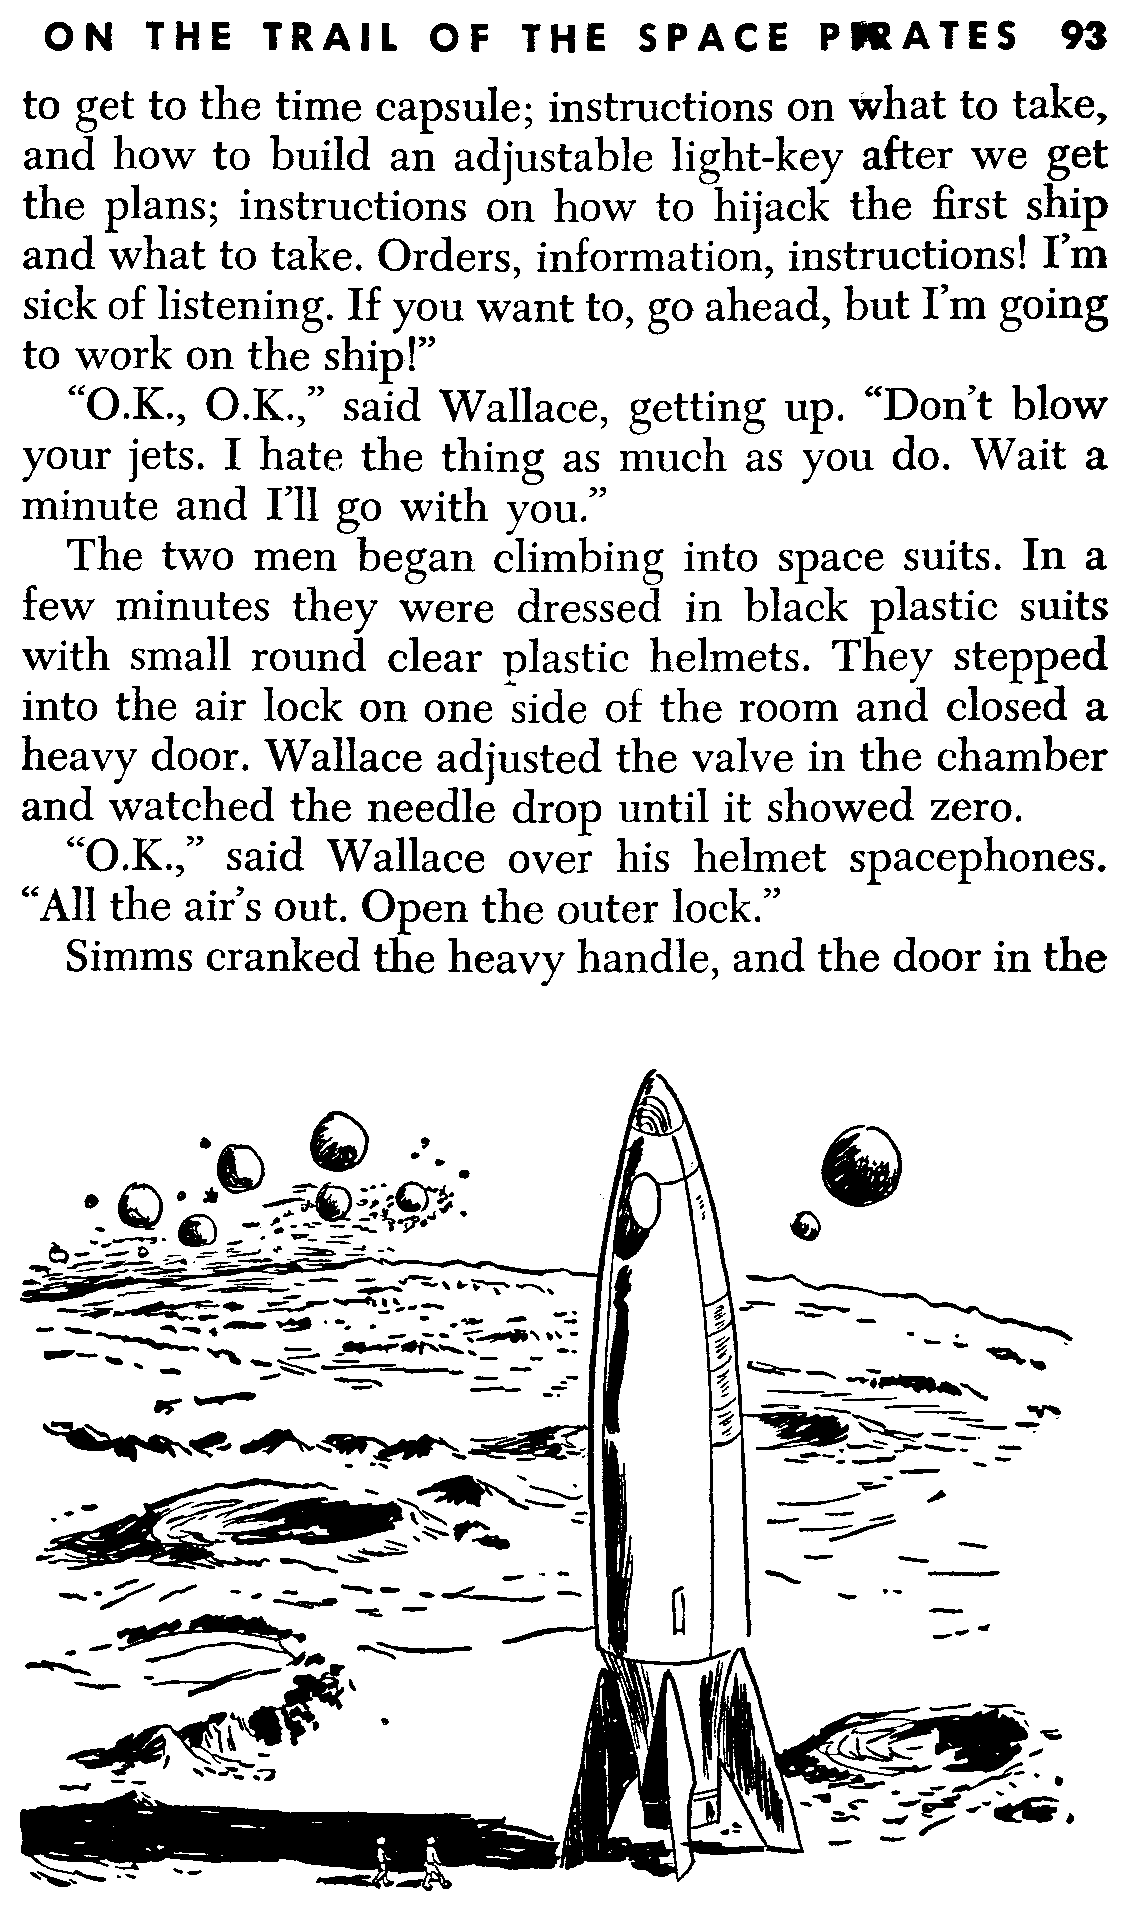 ON THE TRAIL OF THE SPACE PIRATES 93
to get to the time capsule; instructions on what to take,
and how to build an adjustable light-key after we get
the plans; instructions on how to hijack the first ship
and what to take. Orders, information, instructions! I'm
sick of listening. If you want to, go ahead, but I'm going
to work on the ship!”
“O.K., O.K.,” said Wallace, getting up. “Don't blow
your jets. I hate the thing as much as you do. Wait a
minute and I'll go with you.”
The two men began climbing into space suits. In a
few minutes they were dressed in black plastic suits
with small round clear plastic helmets. They stepped
into the air lock on one side of the room and closed a
heavy door. Wallace adjusted the valve in the chamber
and watched the needle drop until it showed zero.
“O.K.,” said Wallace over his helmet spacephones.
“All the air's out. Open the outer lock.”
Simms cranked the heavy handle, and the door in the